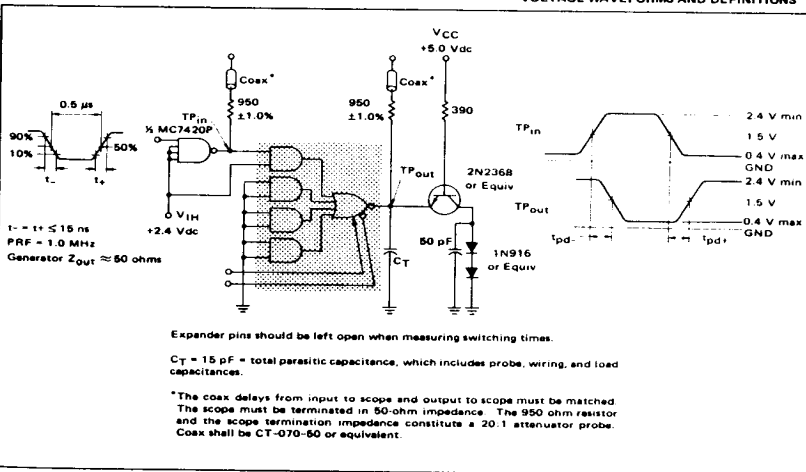 VOLTAGE WAVEFORMS AND DEFINITIONS
VCC
+5.0 Vdc
Coax*
Coax*
0.5 µs
950
±1.0%
950
±1.0%
390
TPin
½ MC7420P
90%
10%
50%
t-
t+
TPout
2N2368
or Equiv
VIH
+2.4 Vdc
t- = t+ ≤ 15 ns
PRF = 1.0 MHz
Generator Zout ≈ 50 ohms
50 pF
CT
1N916
or Equiv
TPin
2.4 V min
1.5 V
0.4 V max
GND
TPout
2.4 V min
1.5 V
0.4 V max
GND
tpd-
tpd+
Expander pins should be left open when measuring switching times.
CT = 15 pF = total parasitic capacitance, which includes probe, wiring, and load
capacitances.
*The coax delays from input to scope and output to scope must be matched.
The scope must be terminated in 50-ohm impedance. The 950 ohm resistor
and the scope termination impedance constitute a 20:1 attenuator probe.
Coax shall be CT-070-50 or equivalent.